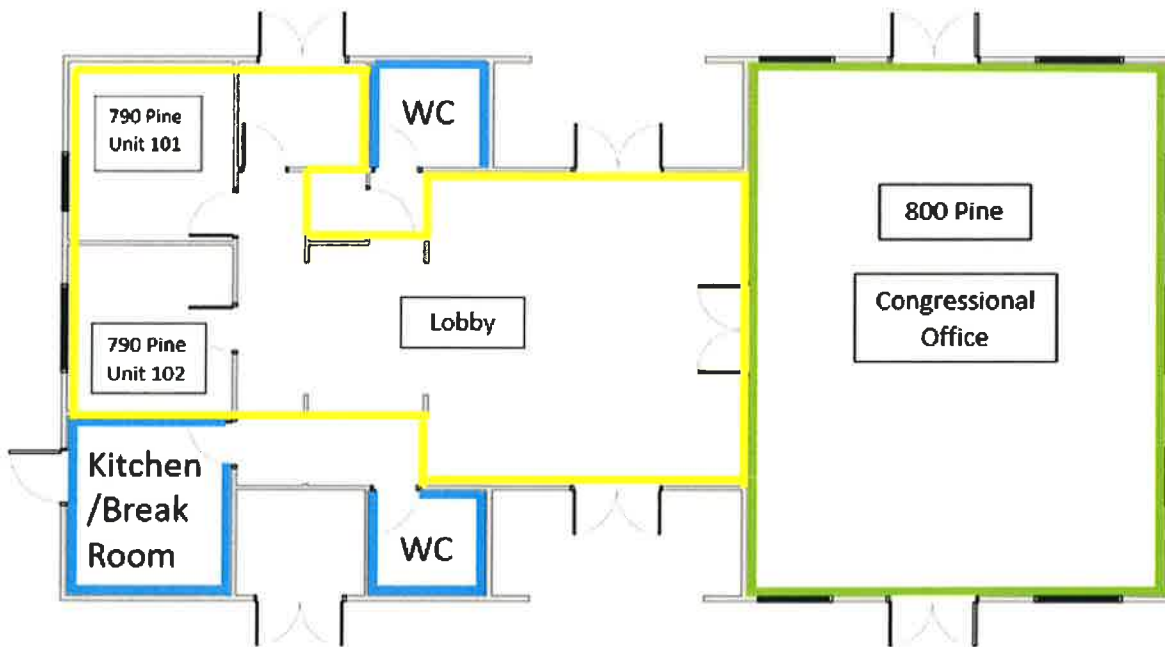 790 Pine
Unit 101
WC
800 Pine
Congressional
Office
Lobby
790 Pine
Unit 102
Kitchen
/Break
Room
WC